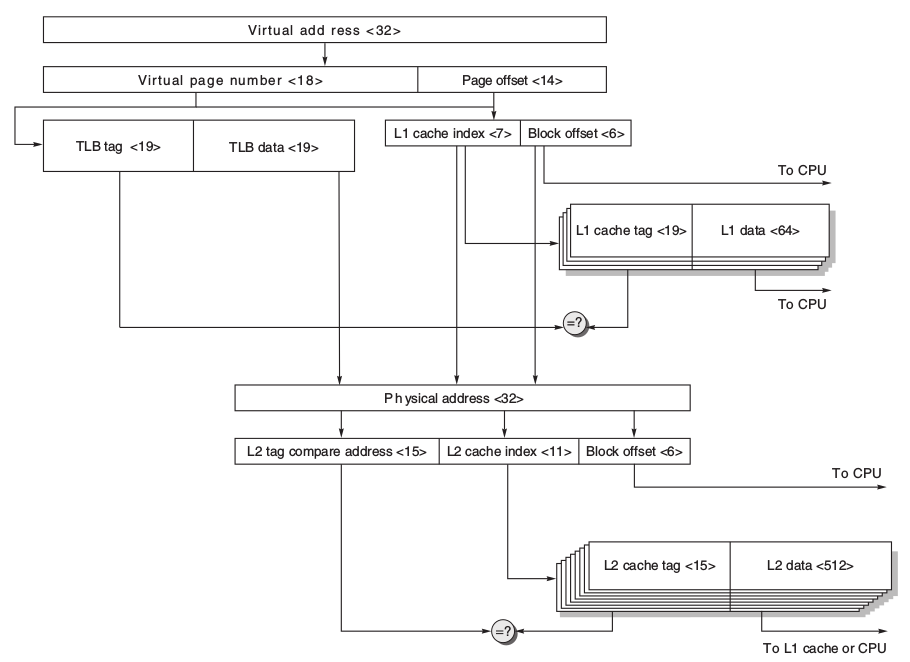 Virtual add ress <32>
Virtual page number <18>
Page offset <14>
TLB tag <19>
TLB data <19>
L1 cache index <7>
Block offset <6>
To CPU
L1 cache tag <19>
L1 data <64>
To CPU
=?
Physical address <32>
L2 tag compare address <15>
L2 cache index <11>
Block offset <6>
To CPU
L2 cache tag <15>
L2 data <512>
=?
To L1 cache or CPU